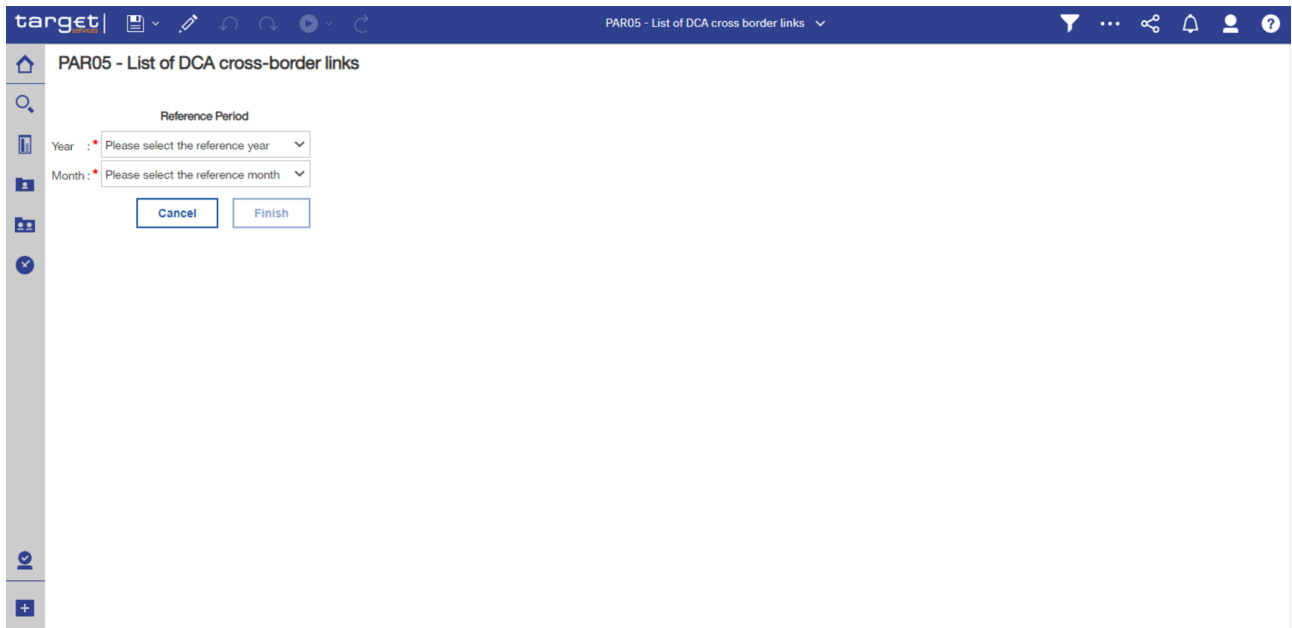 target|
services
PAR05 - List of DCA cross border links
?
PAR05 - List of DCA cross-border links
Reference Period
Year :* Please select the reference year
Month :* Please select the reference month
Cancel Finish